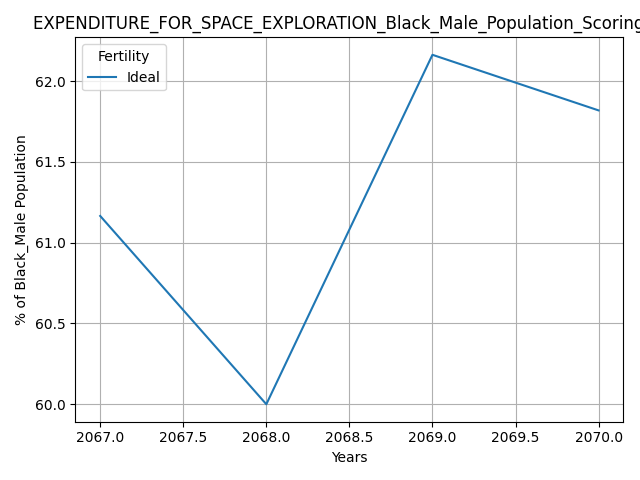 EXPENDITURE_FOR_SPACE_EXPLORATION_Black_Male_Population_Scoring
Fertility
Ideal
% of Black_Male Population
62.0
61.5
61.0
60.5
60.0
2067.0 2067.5 2068.0 2068.5 2069.0 2069.5 2070.0
Years